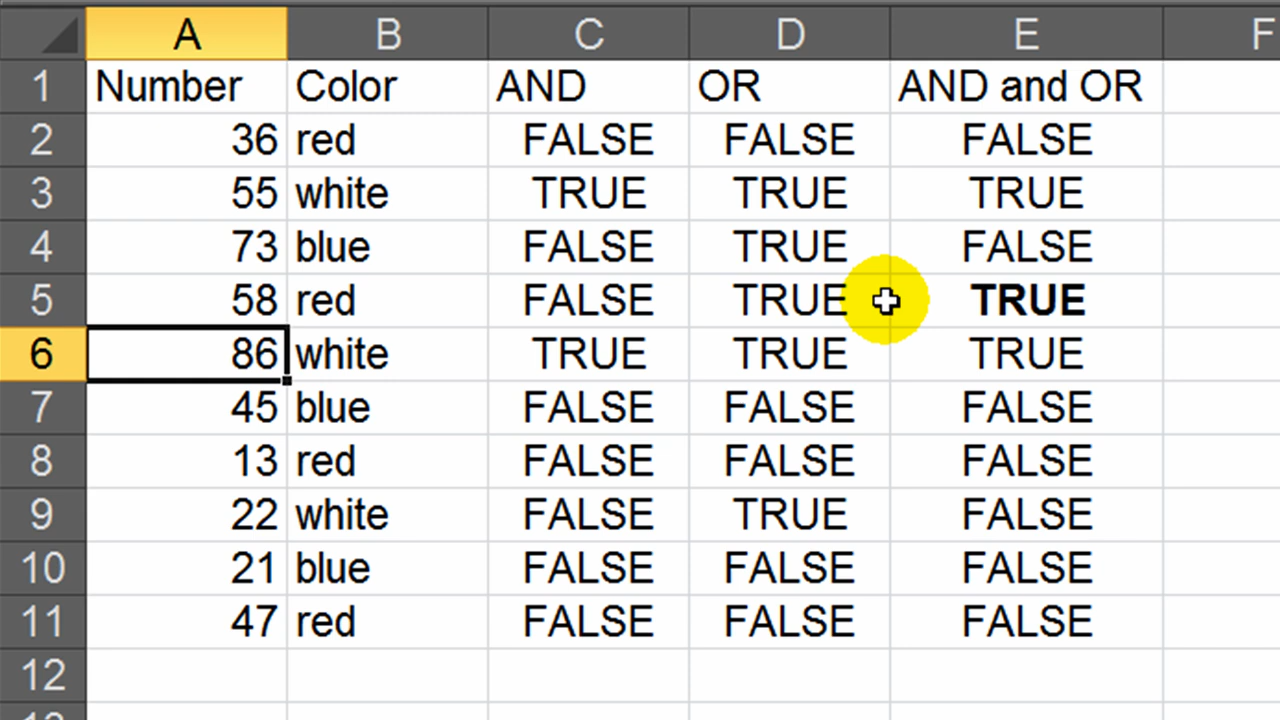 A B C D E F
1 Number Color AND OR AND and OR
2 36 red FALSE FALSE FALSE
3 55 white TRUE TRUE TRUE
4 73 blue FALSE TRUE FALSE
5 58 red FALSE TRUE TRUE
6 86 white TRUE TRUE TRUE
7 45 blue FALSE FALSE FALSE
8 13 red FALSE FALSE FALSE
9 22 white FALSE TRUE FALSE
10 21 blue FALSE FALSE FALSE
11 47 red FALSE FALSE FALSE
12